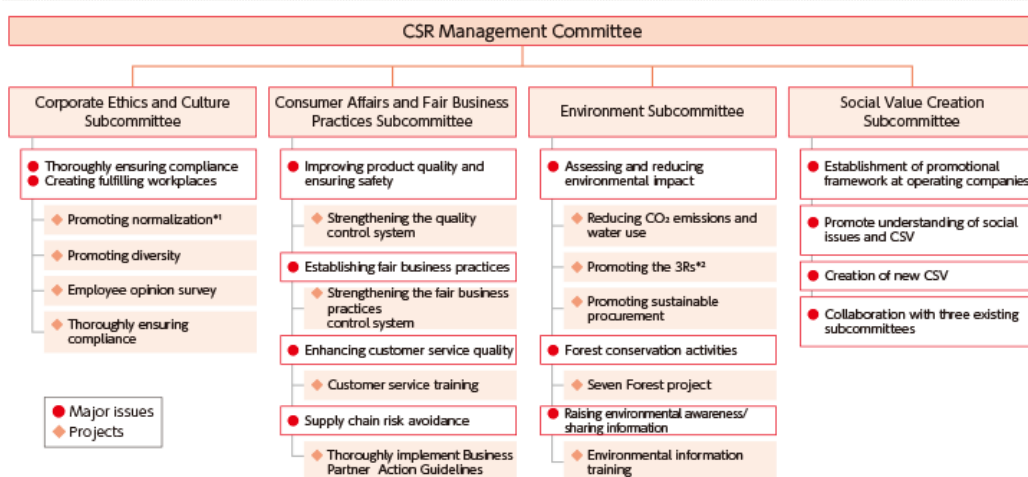 CSR Management Committee
Corporate Ethics and Culture
Subcommittee
● Thoroughly ensuring compliance
● Creating fulfilling workplaces
◆ Promoting normalization*1
◆ Promoting diversity
◆ Employee opinion survey
◆ Thoroughly ensuring
compliance
Consumer Affairs and Fair Business
Practices Subcommittee
● Improving product quality and
ensuring safety
◆ Strengthening the quality
control system
● Establishing fair business practices
◆ Strengthening the fair business
practices
control system
● Enhancing customer service quality
◆ Customer service training
● Supply chain risk avoidance
◆ Thoroughly implement Business
Partner Action Guidelines
Environment Subcommittee
● Assessing and reducing
environmental impact
◆ Reducing CO₂ emissions and
water use
◆ Promoting the 3Rs*2
◆ Promoting sustainable
procurement
● Forest conservation activities
◆ Seven Forest project
● Raising environmental awareness/
sharing information
◆ Environmental information
training
Social Value Creation
Subcommittee
● Establishment of promotional
framework at operating companies
● Promote understanding of social
issues and CSV
● Creation of new CSV
● Collaboration with three existing
subcommittees
● Major issues
◆ Projects